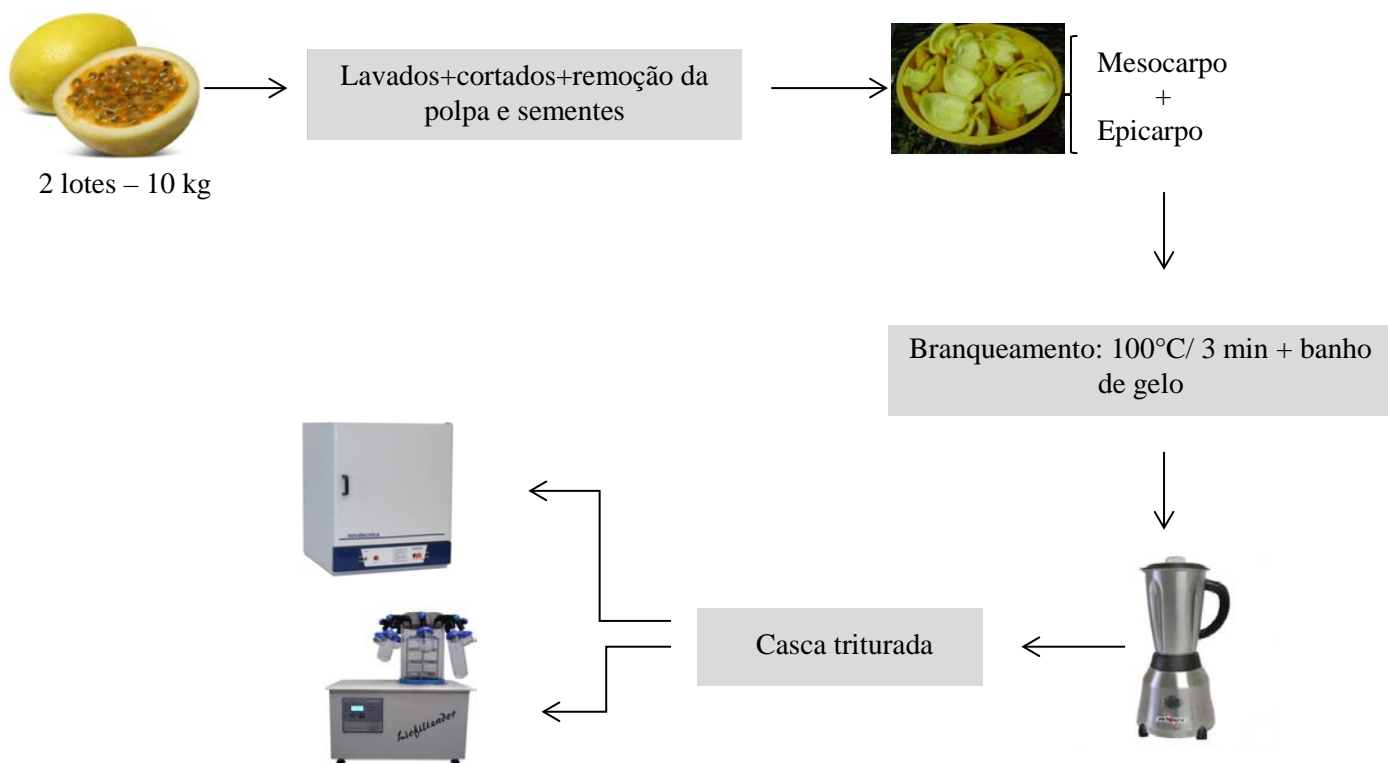 Lavados+cortados+remoção da
polpa e sementes
Mesocarpo
+
Epicarpo
2 lotes – 10 kg
Branqueamento: 100°C/ 3 min + banho
de gelo
novatecnica
Casca triturada
Liofilizador